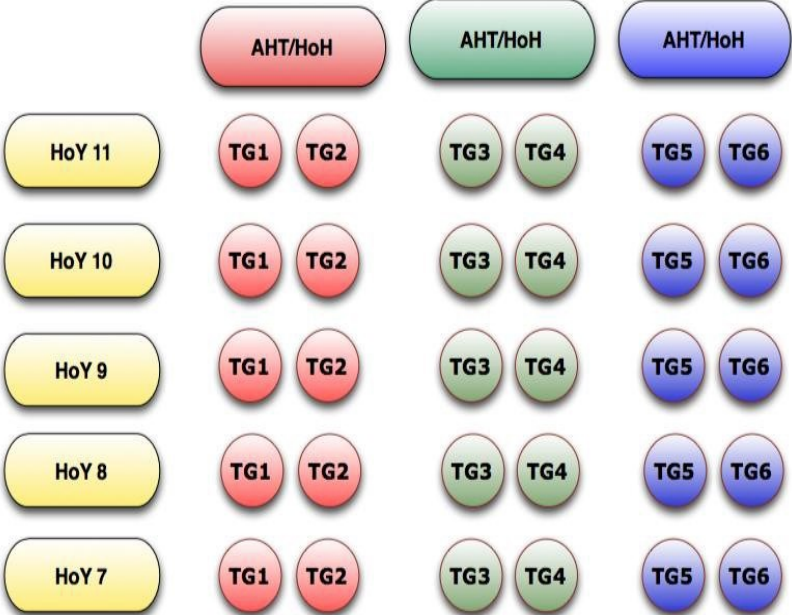 AHT/HoH AHT/HoH AHT/HoH
HoY 11 TG1 TG2 TG3 TG4 TG5 TG6
HoY 10 TG1 TG2 TG3 TG4 TG5 TG6
HoY 9 TG1 TG2 TG3 TG4 TG5 TG6
HoY 8 TG1 TG2 TG3 TG4 TG5 TG6
HoY 7 TG1 TG2 TG3 TG4 TG5 TG6